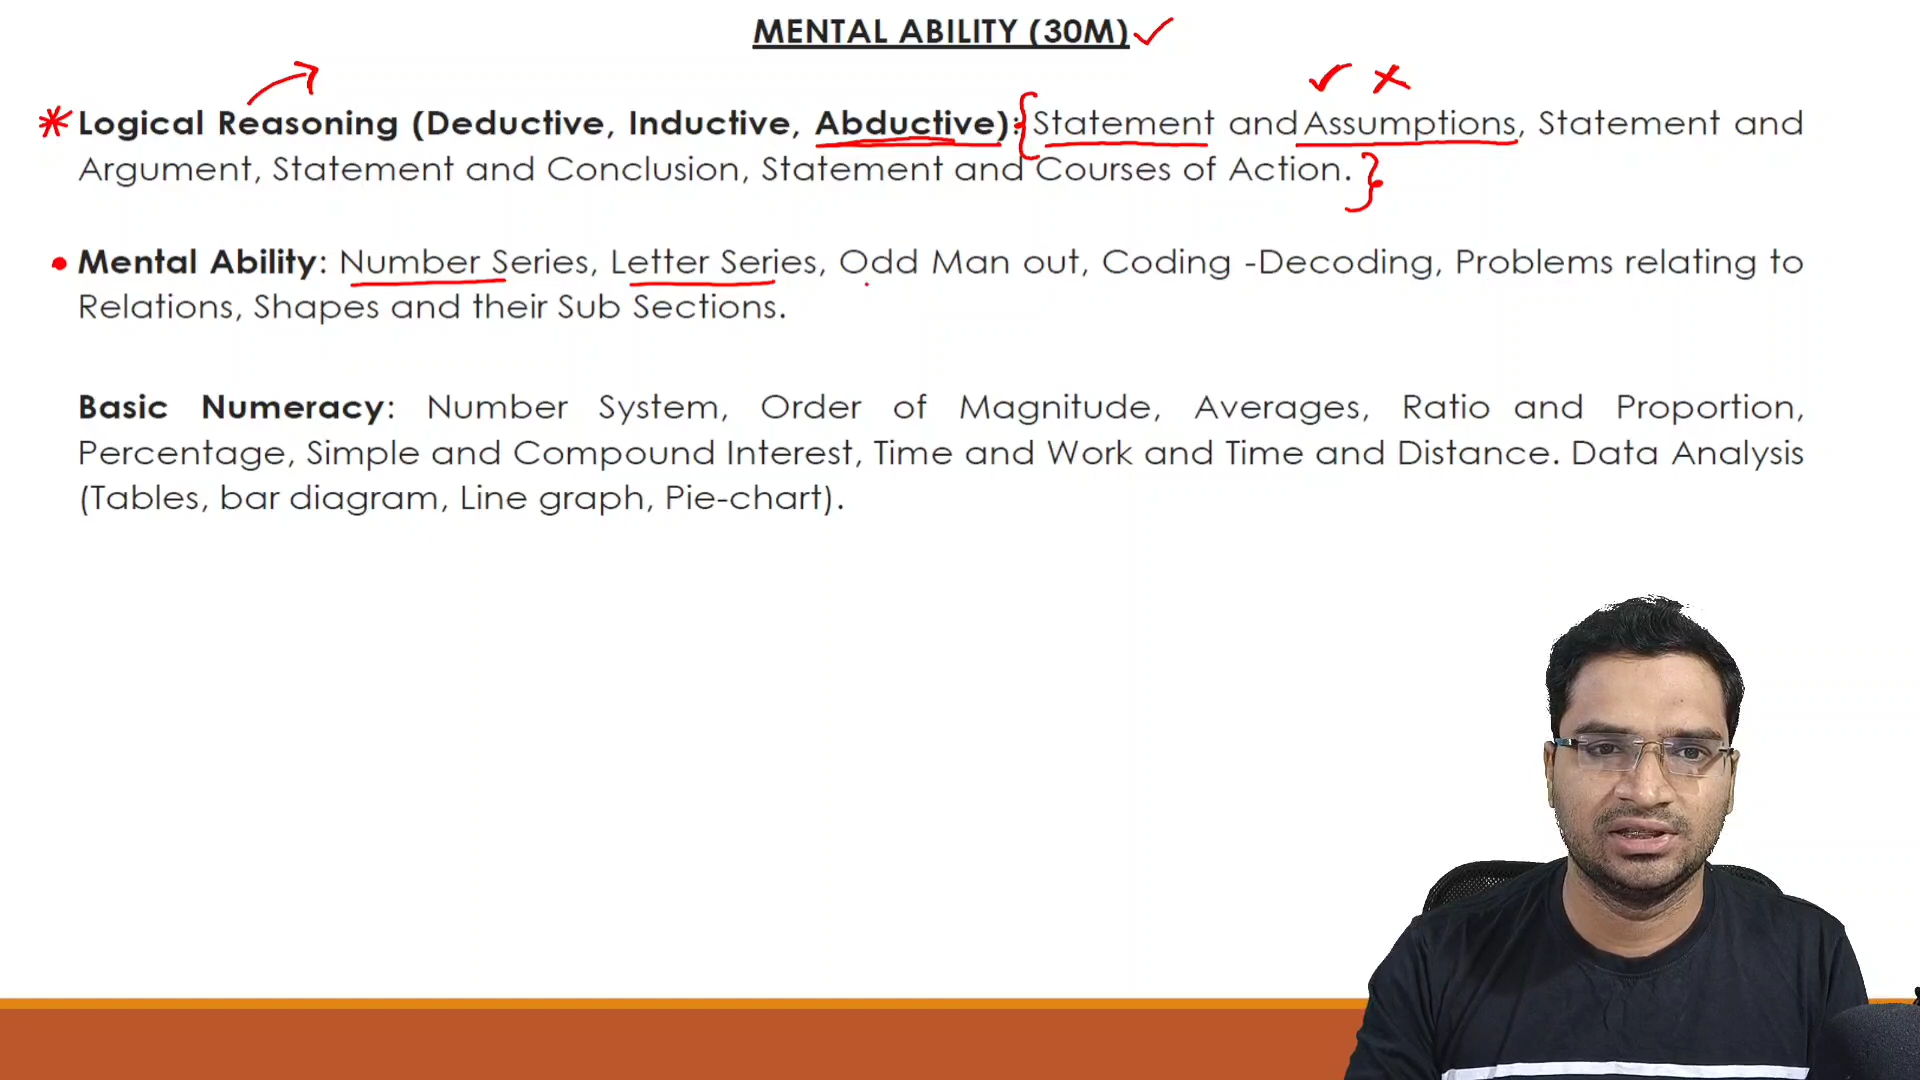 MENTAL ABILITY (30M)
Logical Reasoning (Deductive, Inductive, Abductive): Statement and Assumptions, Statement and
Argument, Statement and Conclusion, Statement and Courses of Action.
Mental Ability: Number Series, Letter Series, Odd Man out, Coding -Decoding, Problems relating to
Relations, Shapes and their Sub Sections.
Basic Numeracy: Number System, Order of Magnitude, Averages, Ratio and Proportion,
Percentage, Simple and Compound Interest, Time and Work and Time and Distance. Data Analysis
(Tables, bar diagram, Line graph, Pie-chart).